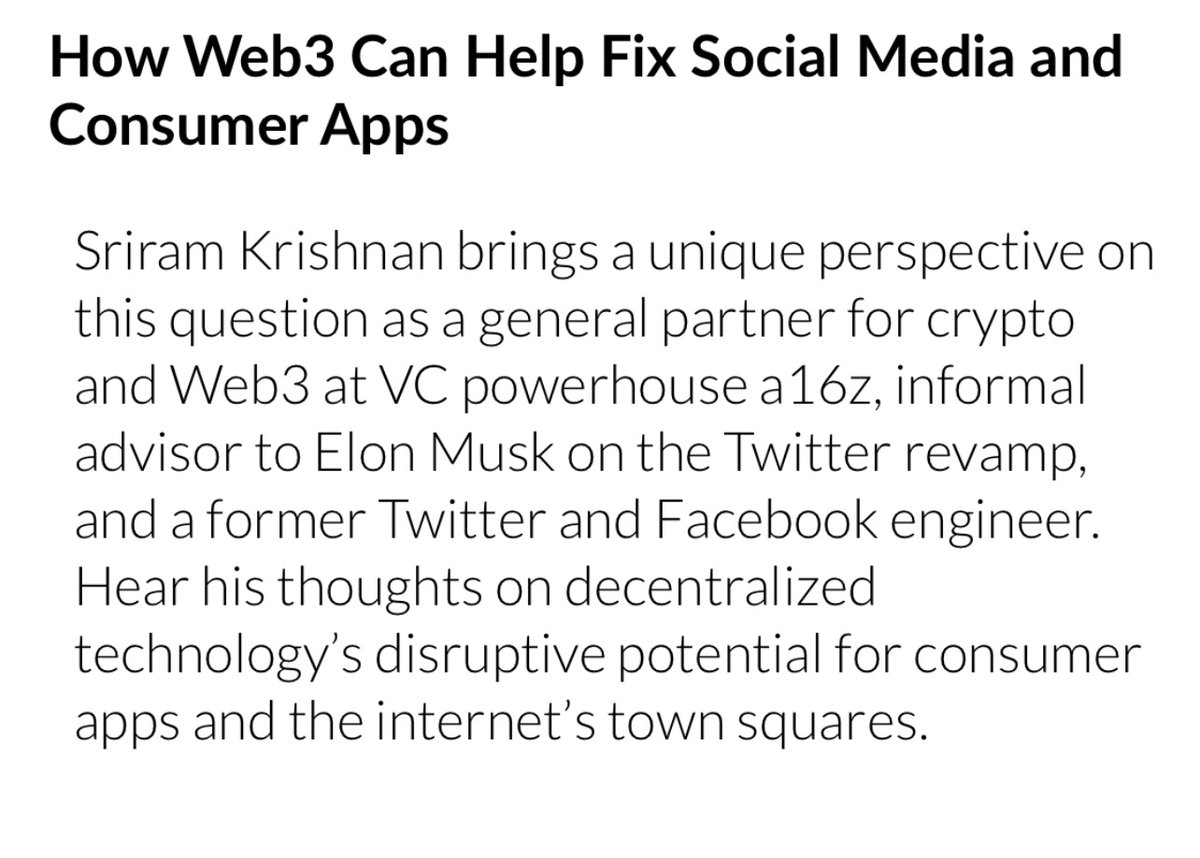 How Web3 Can Help Fix Social Media and
Consumer Apps
Sriram Krishnan brings a unique perspective on
this question as a general partner for crypto
and Web3 at VC powerhouse a16z, informal
advisor to Elon Musk on the Twitter revamp,
and a former Twitter and Facebook engineer.
Hear his thoughts on decentralized
technology’s disruptive potential for consumer
apps and the internet’s town squares.